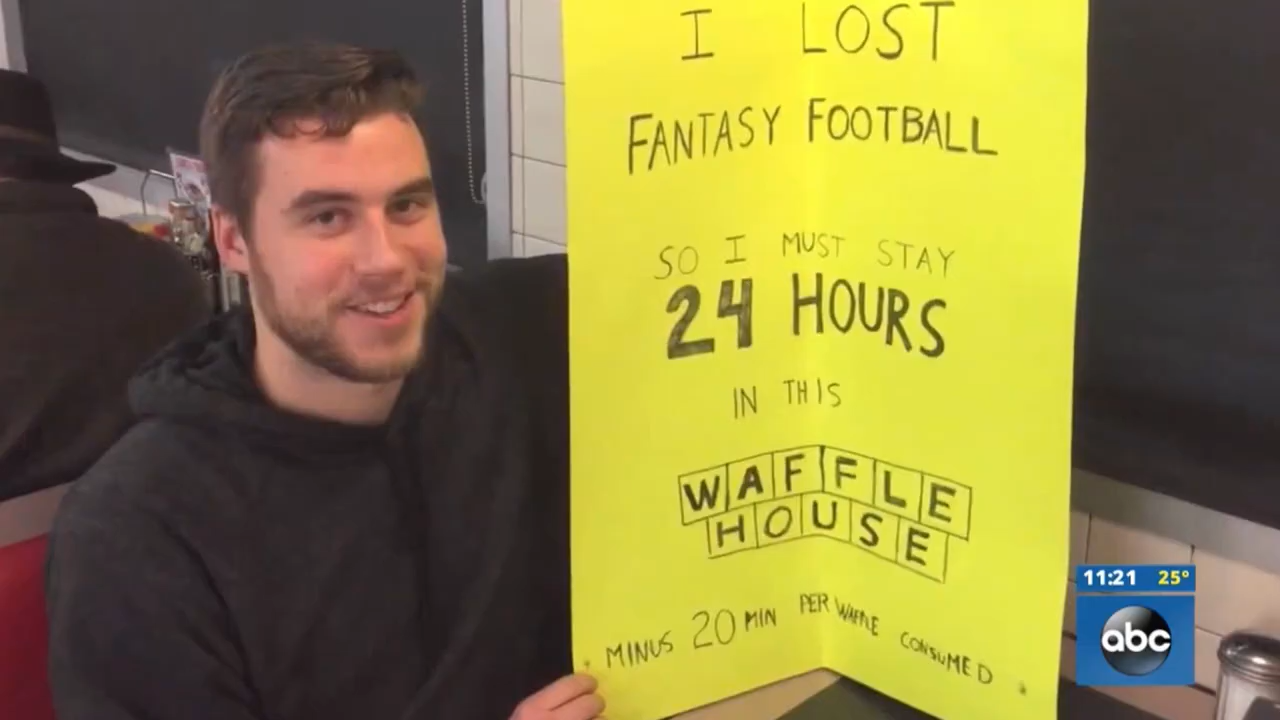 I LOST
FANTASY FOOTBALL
SO I MUST STAY
24 HOURS
IN THIS
WAFFLE
HOUSE
MINUS 20 MIN PER WAFFLE CONSUMED
11:21 25°
abc